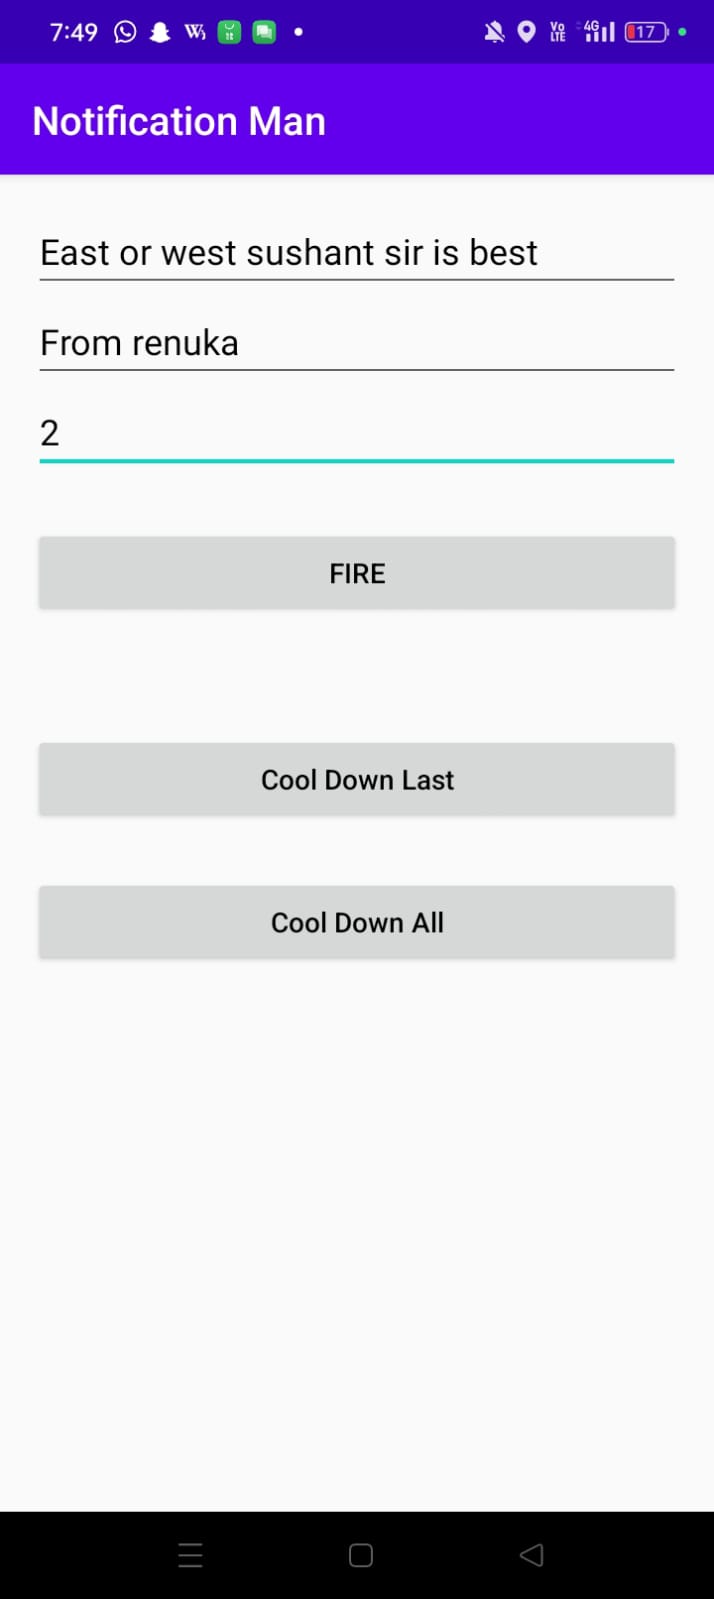 7:49 Vo LTE 4G 17
Notification Man
East or west sushant sir is best
From renuka
2
FIRE
Cool Down Last
Cool Down All